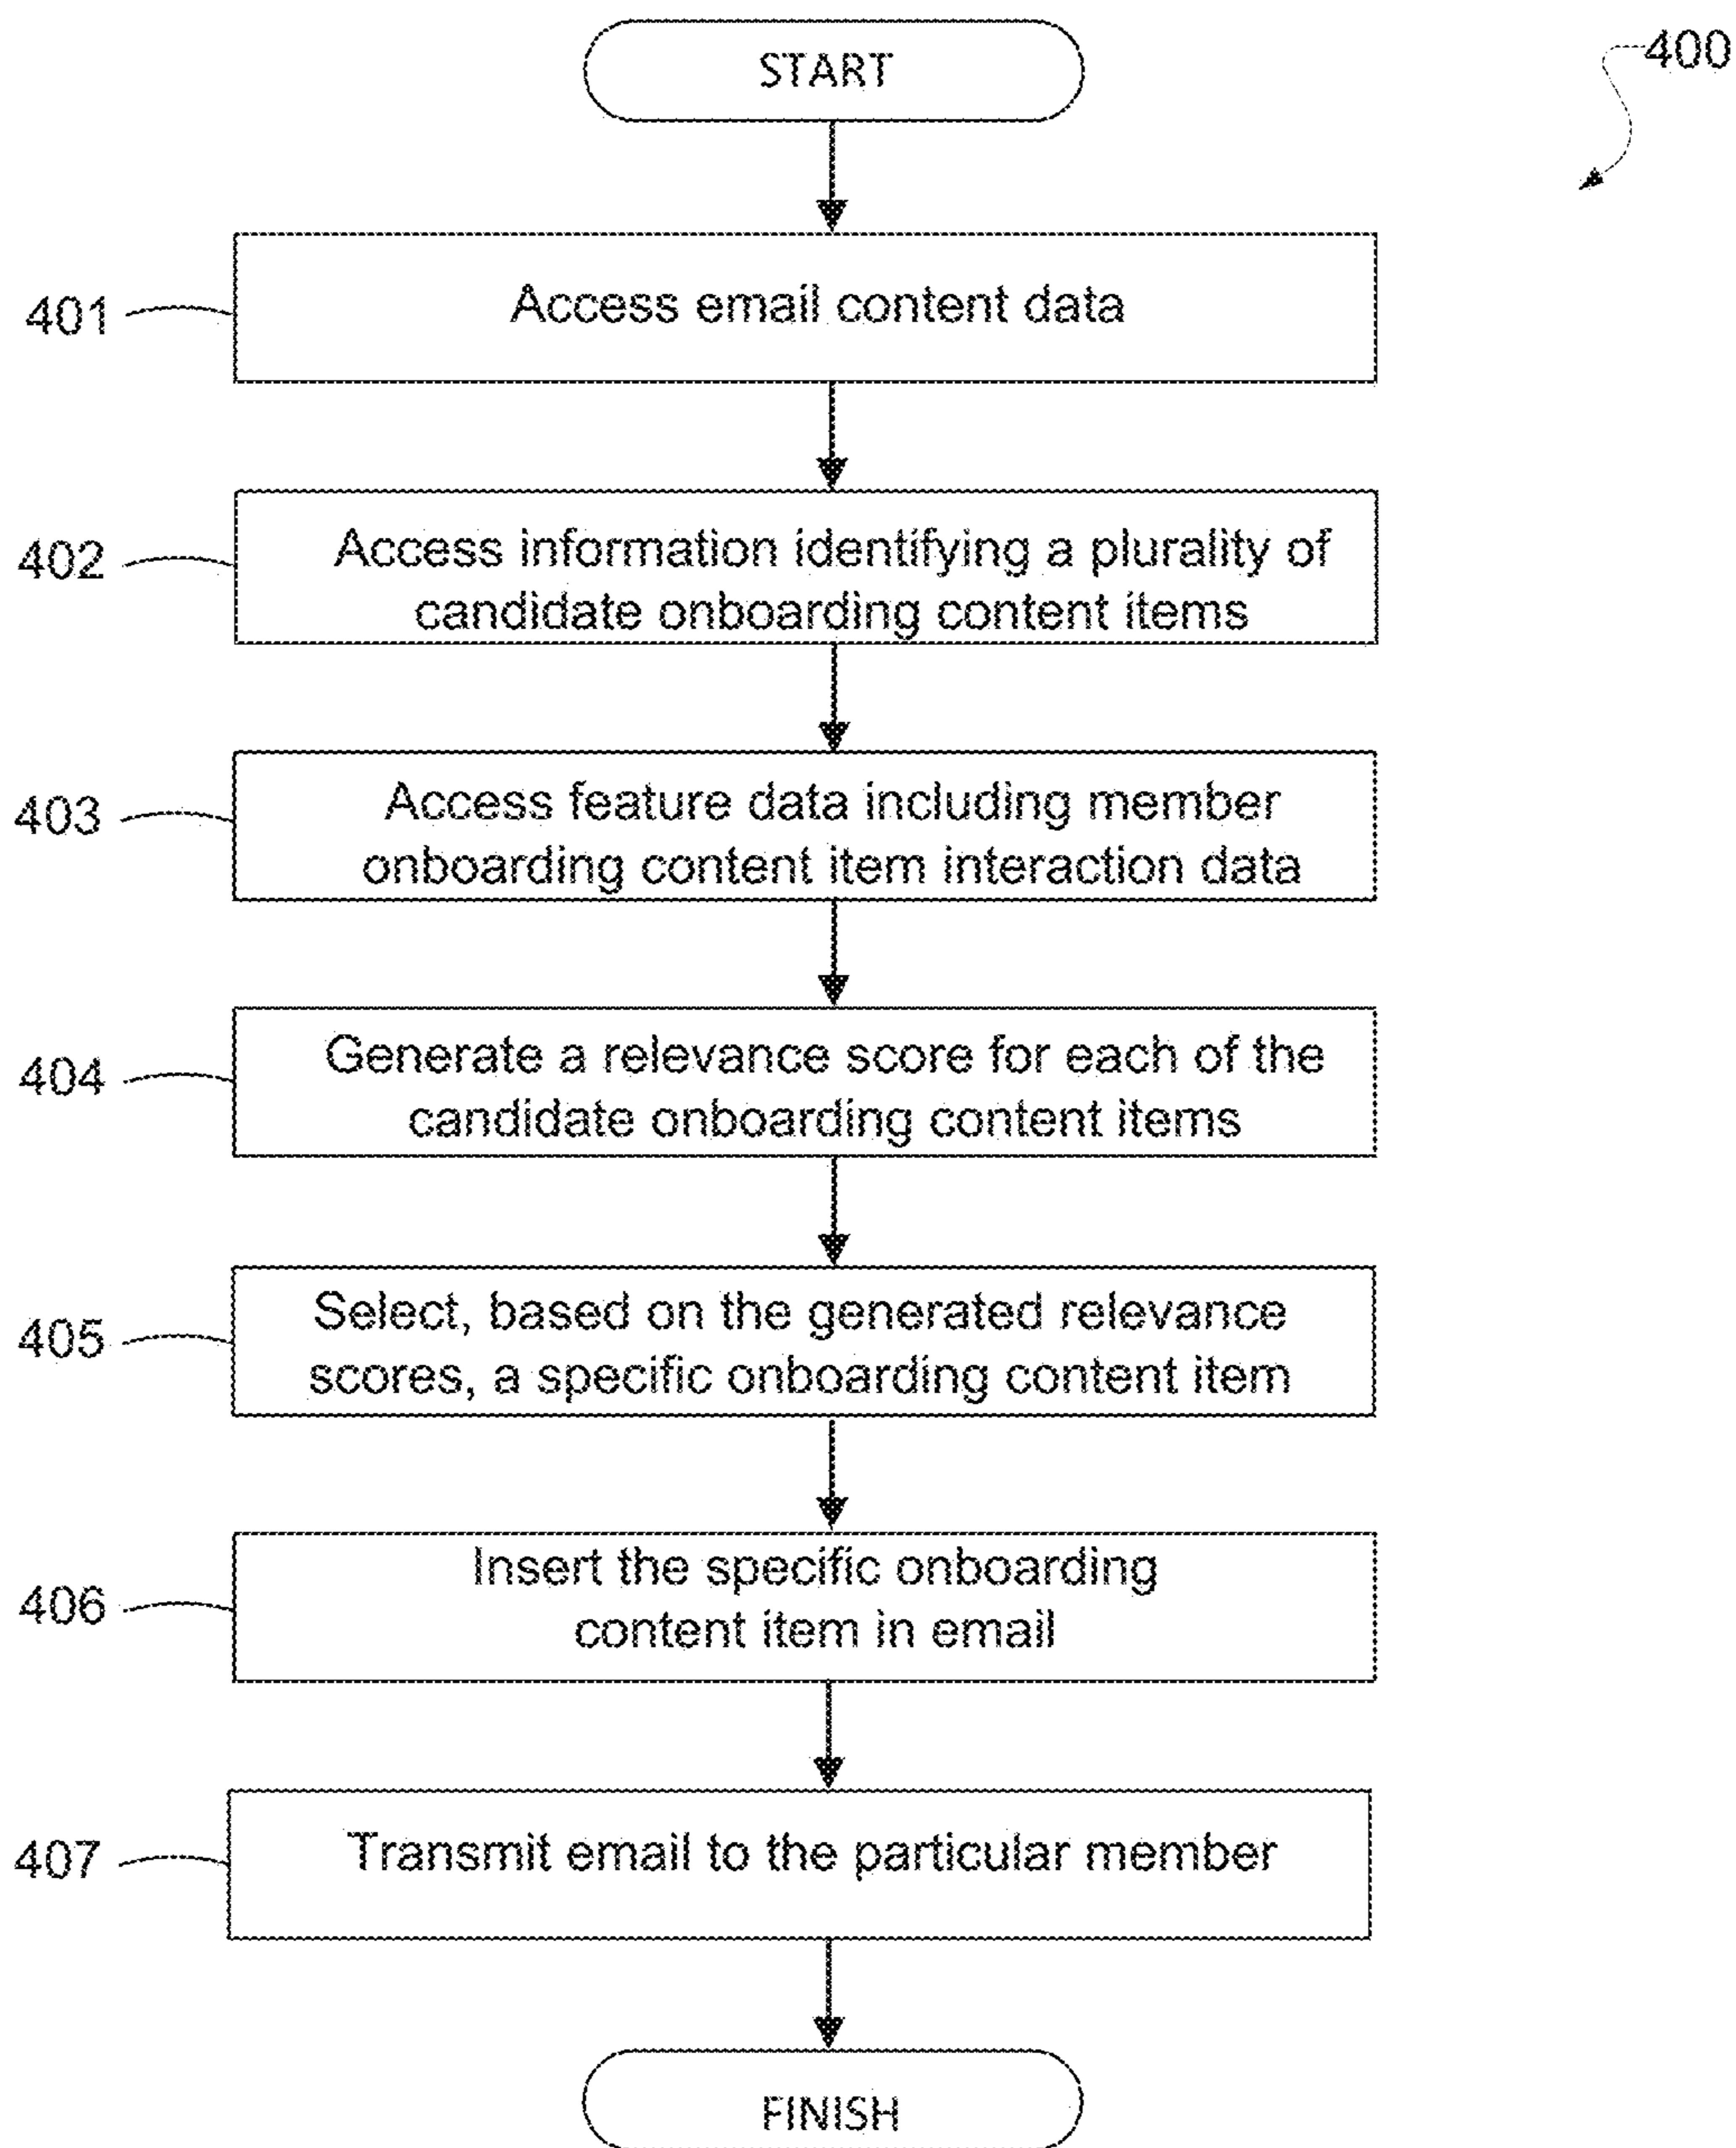 START
400
401
Access email content data
402
Access information identifying a plurality of
candidate onboarding content items
403
Access feature data including member
onboarding content item interaction data
404
Generate a relevance score for each of the
candidate onboarding content items
405
Select, based on the generated relevance
scores, a specific onboarding content item
406
Insert the specific onboarding
content item in email
407
Transmit email to the particular member
FINISH